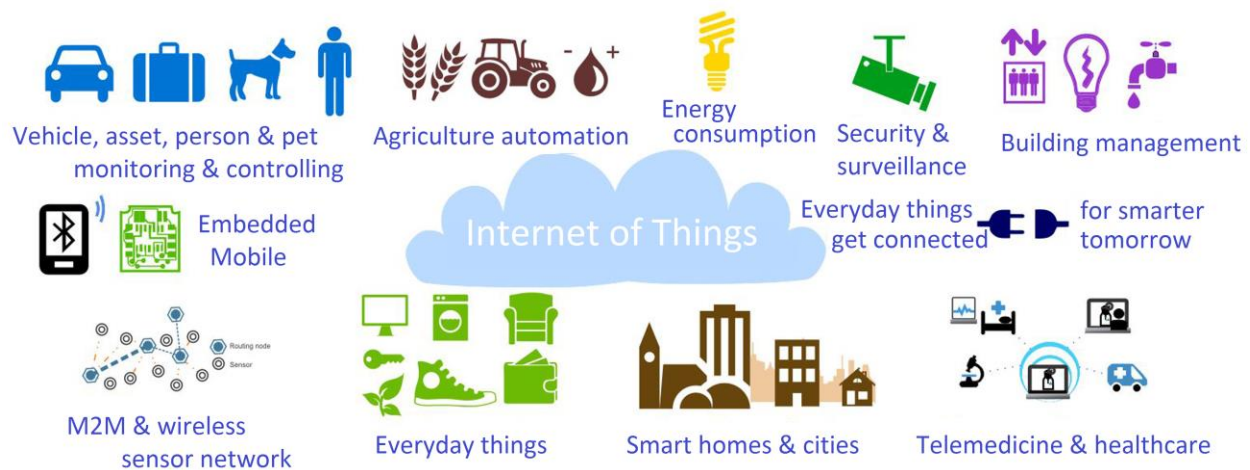 - +
Energy
consumption
Vehicle, asset, person & pet
monitoring & controlling
Agriculture automation
Security &
surveillance
Building management
Embedded
Mobile
Internet of Things
Everyday things
get connected
for smarter
tomorrow
Routing node
Sensor
M2M & wireless
sensor network
Everyday things
Smart homes & cities
Telemedicine & healthcare